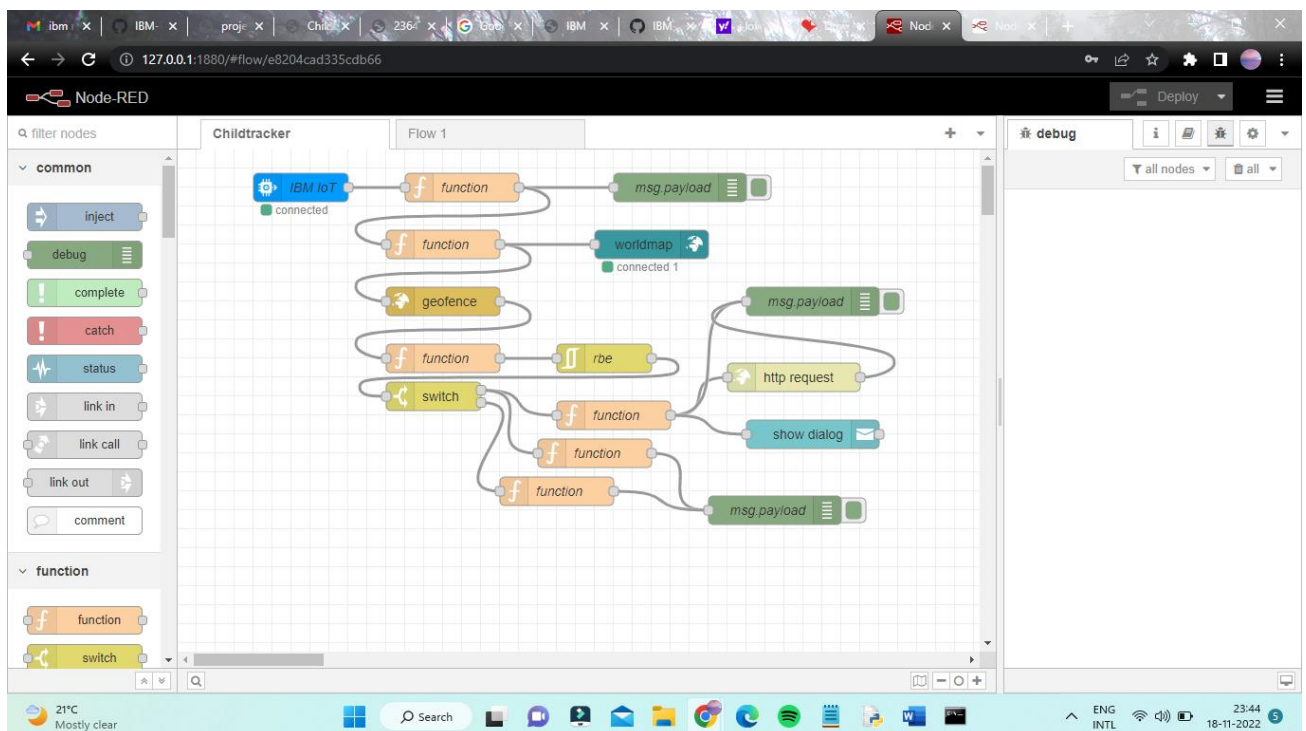 ibm
IBM-
proje
Chil
236
G
IBM
IBM
Nod
127.0.0.1:1880/#flow/e8204cad335cdb66
Node-RED
Deploy
filter nodes
Childtracker
Flow 1
debug
i
all nodes
all
common
inject
debug
complete
catch
status
link in
link call
link out
comment
function
function
switch
IBM IoT
connected
function
msg.payload
function
worldmap
connected 1
geofence
msg.payload
function
rbe
http request
switch
function
show dialog
function
function
msg.payload
21°C
Mostly clear
Search
ENG
INTL
23:44
18-11-2022
5